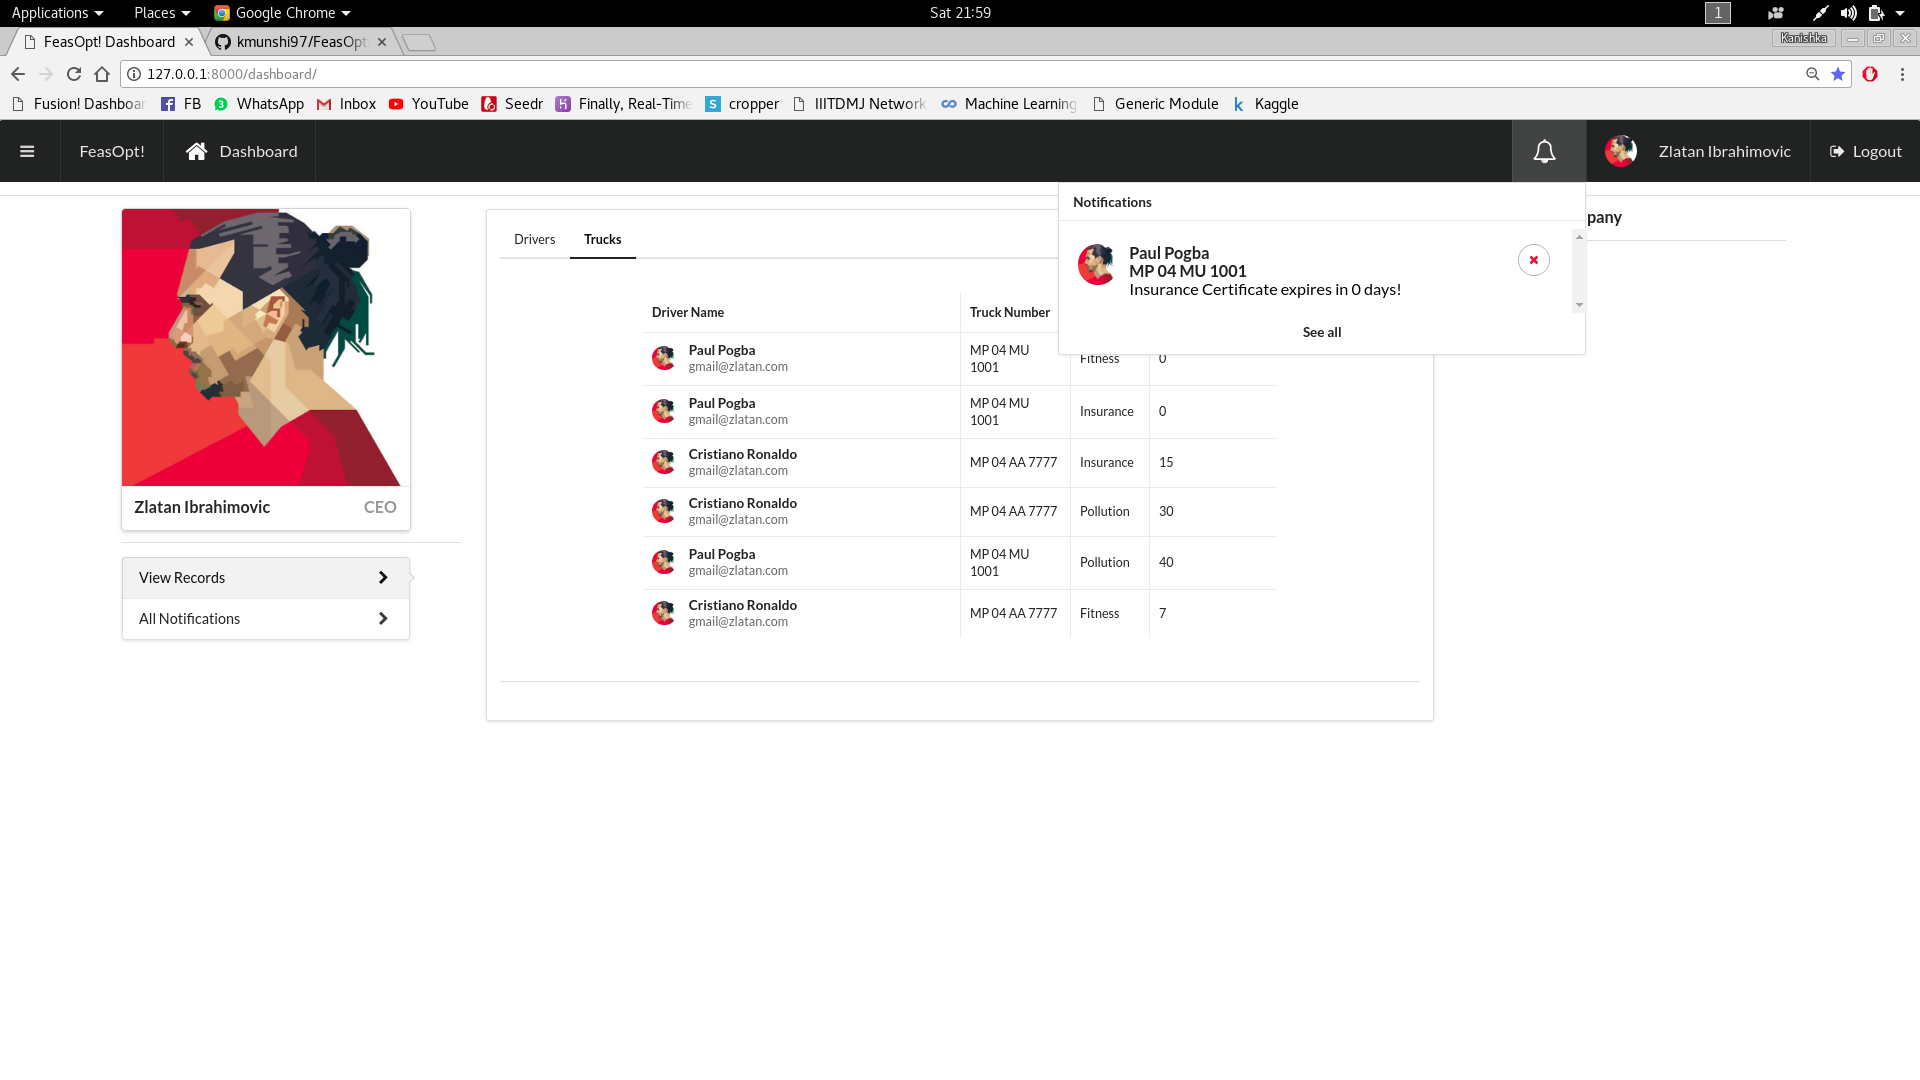 Applications Places Google Chrome Sat 21:59 1
FeasOpt! Dashboard kmunshi97/FeasOpt Kanishka
127.0.0.1:8000/dashboard/
Fusion! Dashboar FB 3 WhatsApp Inbox YouTube Seedr Finally, Real-Time S cropper IIITDMJ Network Machine Learning Generic Module k Kaggle
FeasOpt! Dashboard Zlatan Ibrahimovic Logout
Notifications
pany
Drivers Trucks
Paul Pogba
MP 04 MU 1001
Insurance Certificate expires in 0 days!
See all
Driver Name Truck Number
Paul Pogba
gmail@zlatan.com
MP 04 MU
1001
Fitness 0
Paul Pogba
gmail@zlatan.com
MP 04 MU
1001
Insurance 0
Cristiano Ronaldo
gmail@zlatan.com
MP 04 AA 7777 Insurance 15
Cristiano Ronaldo
gmail@zlatan.com
MP 04 AA 7777 Pollution 30
Paul Pogba
gmail@zlatan.com
MP 04 MU
1001
Pollution 40
Cristiano Ronaldo
gmail@zlatan.com
MP 04 AA 7777 Fitness 7
Zlatan Ibrahimovic CEO
View Records
All Notifications